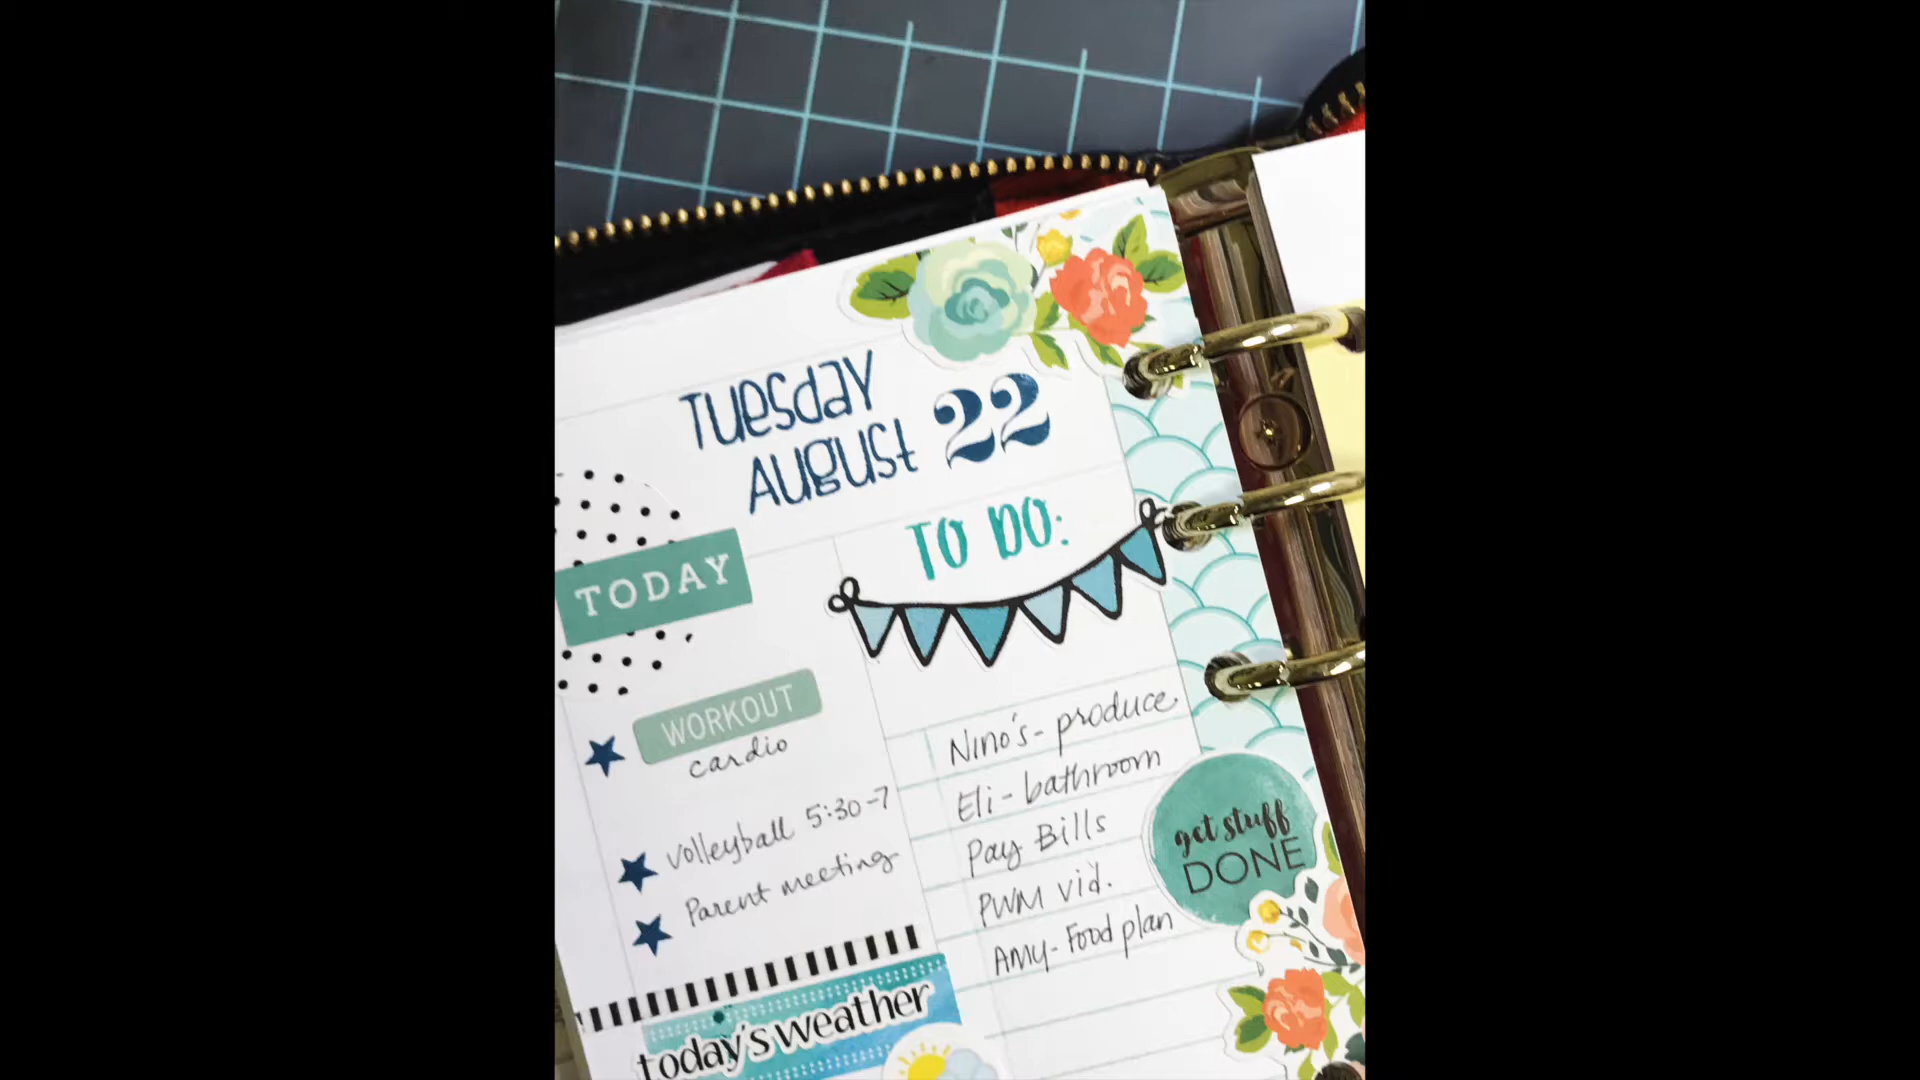 Tuesday
August 22
TO DO:
TODAY
WORKOUT
cardio
volleyball 5:30-7
Parent meeting
today's weather
Nino's - produce
Eli - bathroom
Pay Bills
PWM vid.
Amy - Food plan
get stuff
DONE